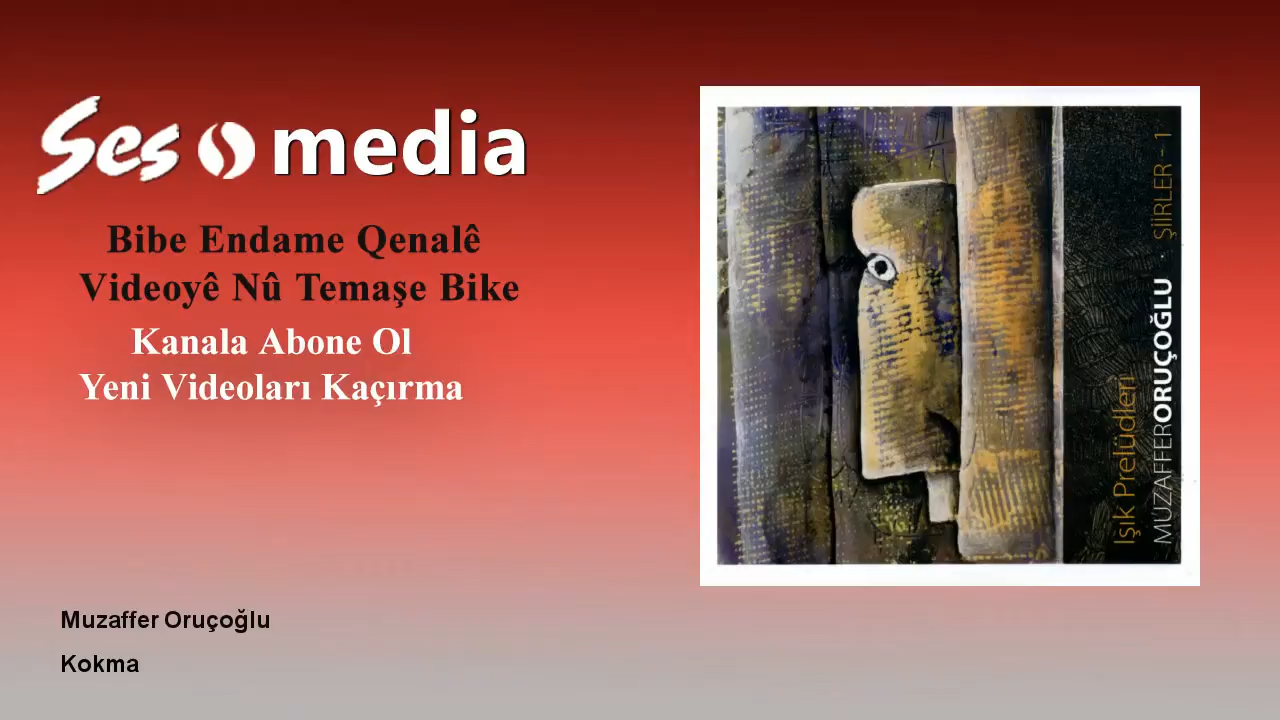 Ses media
Bibe Endame Qenalê
Videoyê Nû Temaşe Bike
Kanala Abone Ol
Yeni Videoları Kaçırma
Işık Prelüdleri
MUZAFFERORUÇOĞLU · ŞİİRLER – 1
Muzaffer Oruçoğlu
Kokma